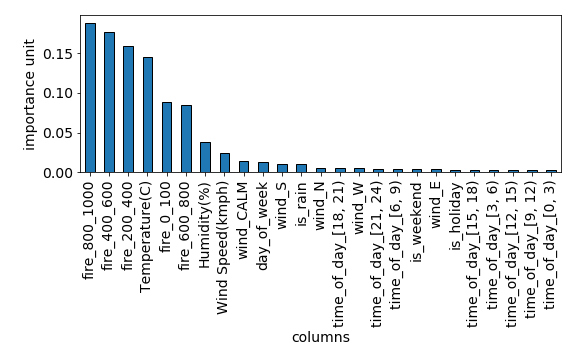 importance unit
0.15
0.10
0.05
0.00
fire_800_1000
fire_400_600
fire_200_400
Temperature(C)
fire_0_100
fire_600_800
Humidity(%)
Wind Speed(kmph)
wind_CALM
day_of_week
wind_S
is_rain
wind_N
time_of_day_[18, 21)
wind_W
time_of_day_[21, 24)
time_of_day_[6, 9)
is_weekend
wind_E
is_holiday
time_of_day_[15, 18)
time_of_day_[3, 6)
time_of_day_[12, 15)
time_of_day_[9, 12)
time_of_day_[0, 3)
columns